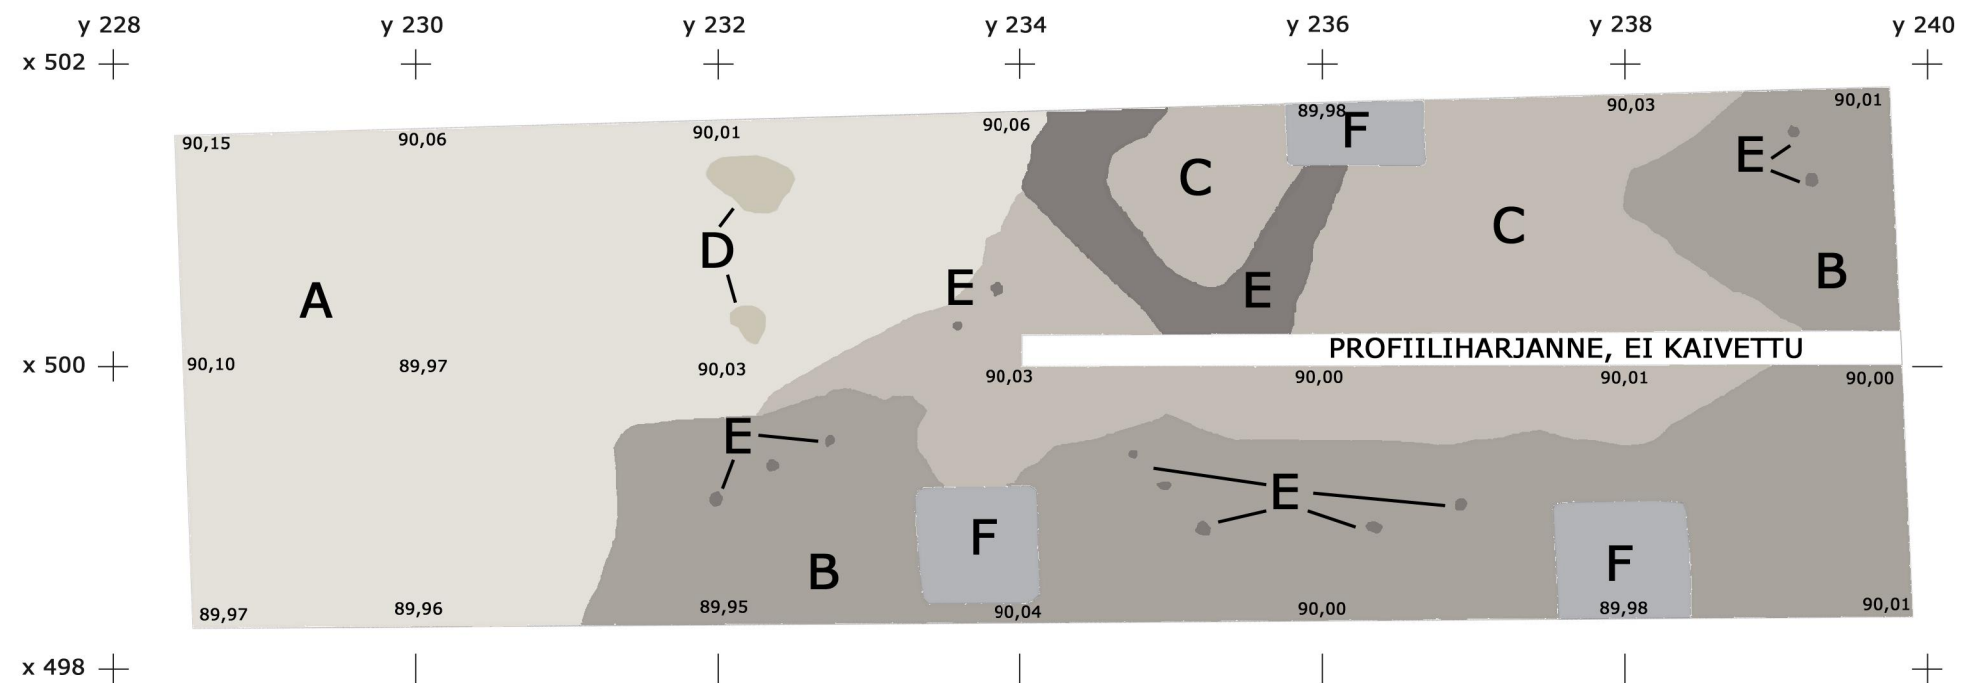 y 228 y 230 y 232 y 234 y 236 y 238 y 240
x 502
90,15 90,06 90,01 90,06 89,98 90,03 90,01
F
E
C
C
D
B
E
E
A
PROFIILIHARJANNE, EI KAIVETTU
x 500
90,10 89,97 90,03 90,03 90,00 90,01 90,00
E
E
F
F
B
89,97 89,96 89,95 90,04 90,00 89,98 90,01
x 498